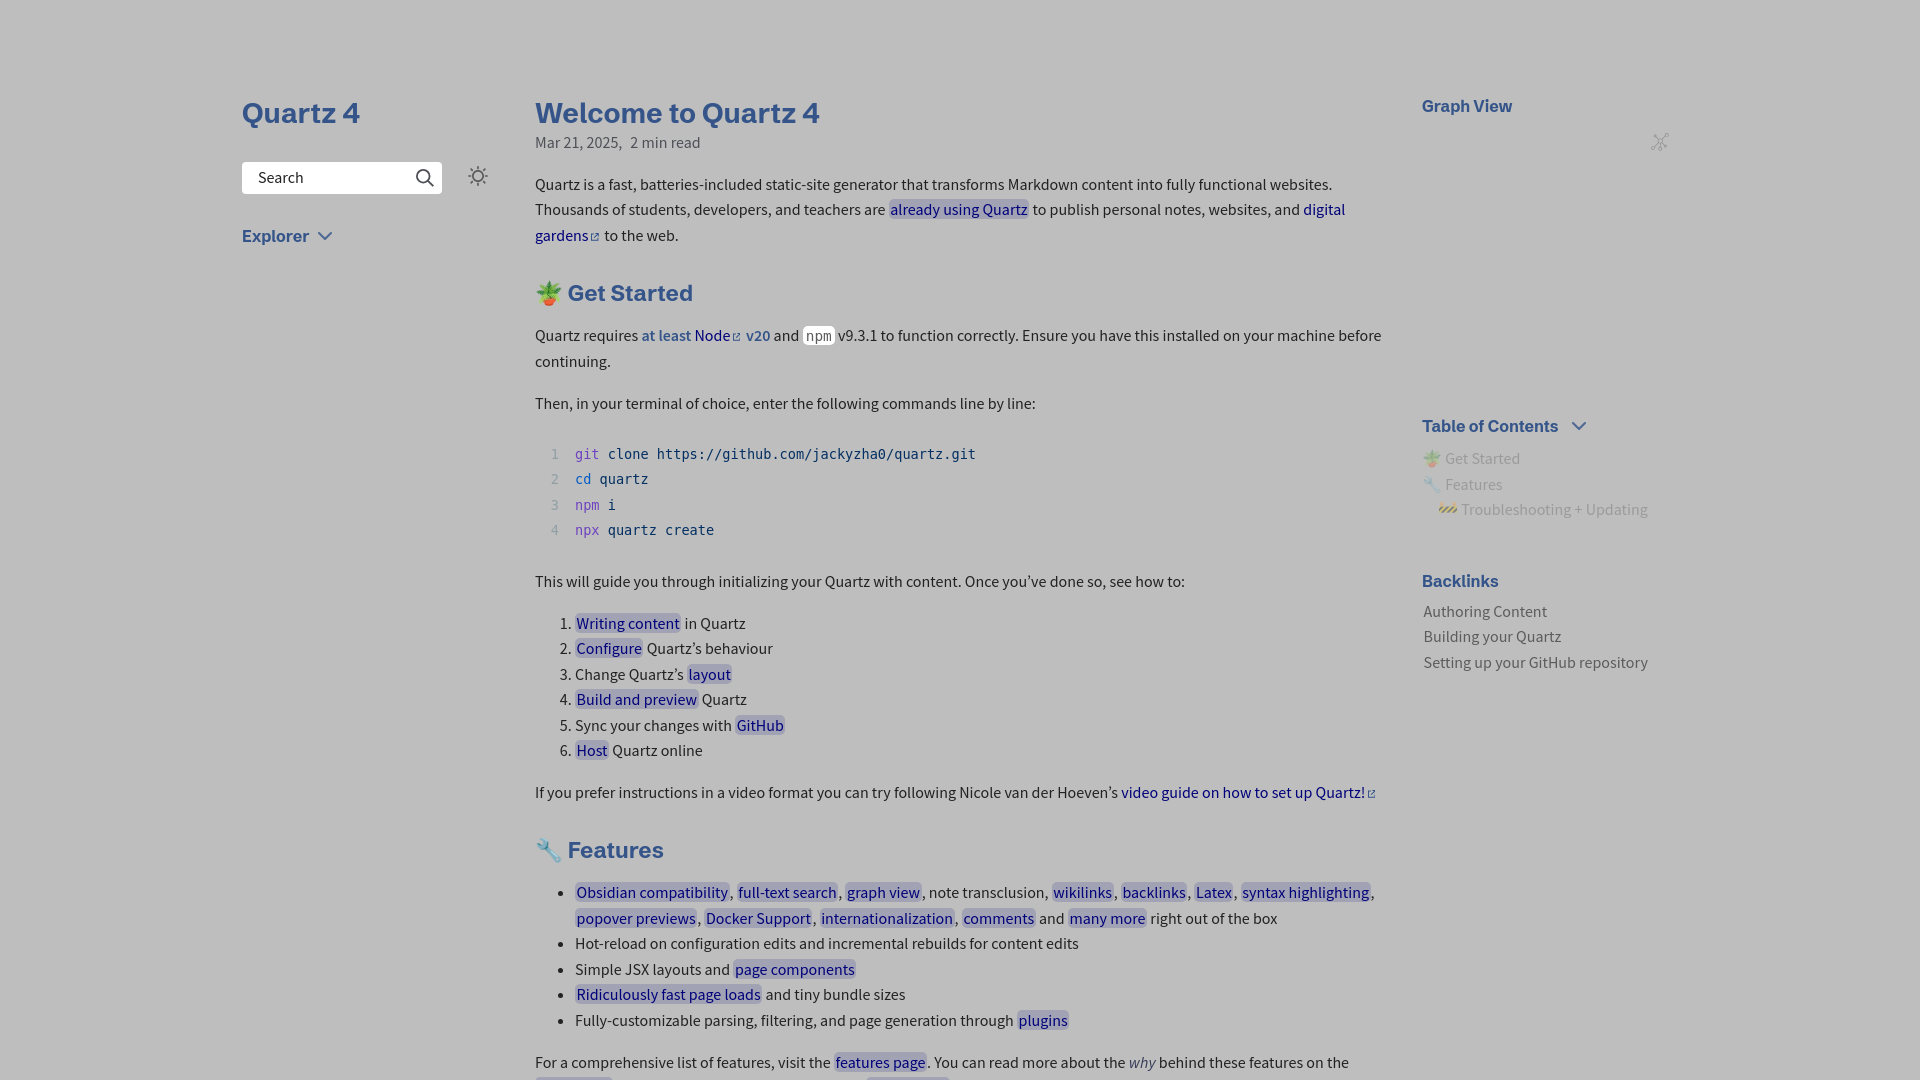 Quartz 4
Search
Explorer
Welcome to Quartz 4
Mar 21, 2025, 2 min read
Quartz is a fast, batteries-included static-site generator that transforms Markdown content into fully functional websites.
Thousands of students, developers, and teachers are already using Quartz to publish personal notes, websites, and digital
gardens to the web.
🪴 Get Started
Quartz requires at least Node v20 and npm v9.3.1 to function correctly. Ensure you have this installed on your machine before
continuing.
Then, in your terminal of choice, enter the following commands line by line:
1 git clone https://github.com/jackyzha0/quartz.git
2 cd quartz
3 npm i
4 npx quartz create
This will guide you through initializing your Quartz with content. Once you’ve done so, see how to:
1. Writing content in Quartz
2. Configure Quartz’s behaviour
3. Change Quartz’s layout
4. Build and preview Quartz
5. Sync your changes with GitHub
6. Host Quartz online
If you prefer instructions in a video format you can try following Nicole van der Hoeven’s video guide on how to set up Quartz!
🔧 Features
• Obsidian compatibility, full-text search, graph view, note transclusion, wikilinks, backlinks, Latex, syntax highlighting,
popover previews, Docker Support, internationalization, comments and many more right out of the box
• Hot-reload on configuration edits and incremental rebuilds for content edits
• Simple JSX layouts and page components
• Ridiculously fast page loads and tiny bundle sizes
• Fully-customizable parsing, filtering, and page generation through plugins
For a comprehensive list of features, visit the features page. You can read more about the why behind these features on the
Graph View
Table of Contents
🪴 Get Started
🔧 Features
🚧 Troubleshooting + Updating
Backlinks
Authoring Content
Building your Quartz
Setting up your GitHub repository